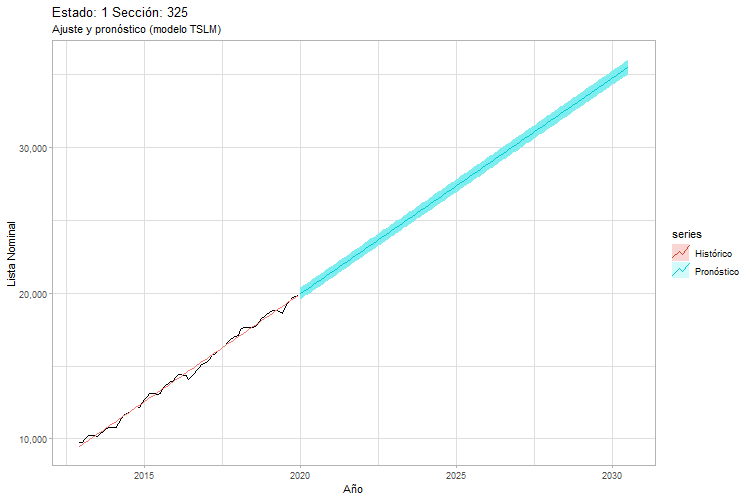 Estado: 1 Sección: 325
Ajuste y pronóstico (modelo TSLM)
30,000
20,000
10,000
Lista Nominal
2015
2020
2025
2030
Año
series
Histórico
Pronóstico